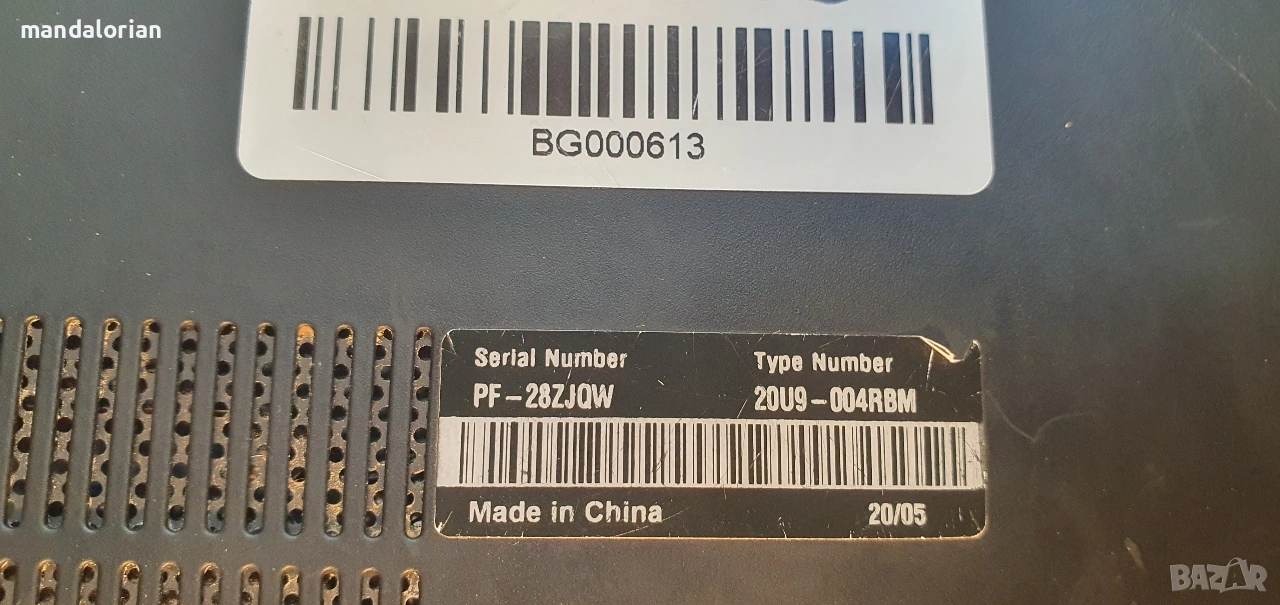 mandalorian
BG000613
Serial Number Type Number
PF-28ZJQW 20U9-004RBM
Made in China 20/05
BAZAR